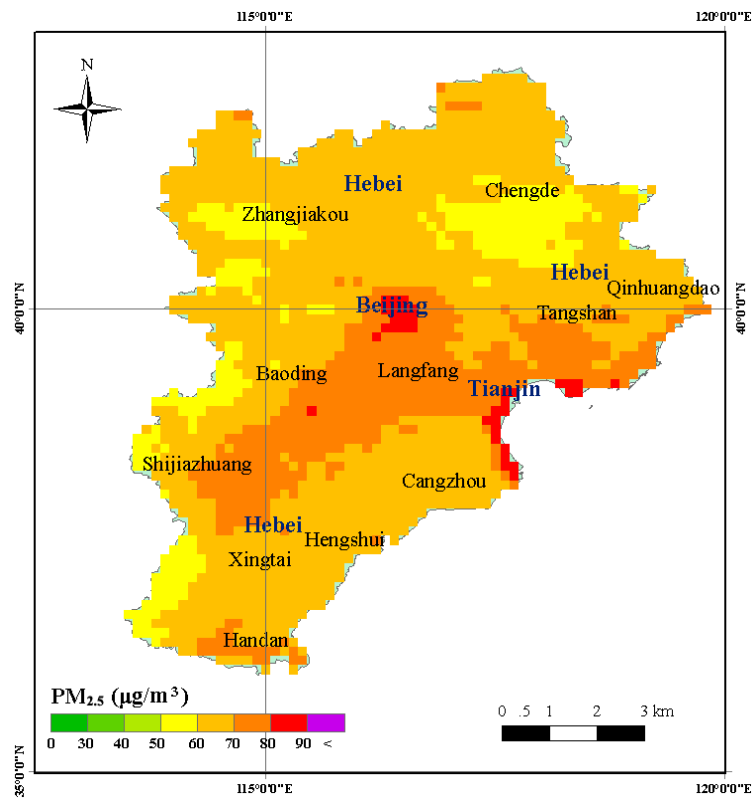 115°0'0"E
120°0'0"E
N
Hebei
Chengde
Zhangjiakou
Hebei
Qinhuangdao
Beijing
Tangshan
40°0'0"N
40°0'0"N
Baoding
Langfang
Tianjin
Shijiazhuang
Cangzhou
Hebei
Hengshui
Xingtai
Handan
PM2.5 (µg/m³)
0 30 40 50 60 70 80 90 <
0 .5 1 2 3 km
35°0'0"N
115°0'0"E
120°0'0"E